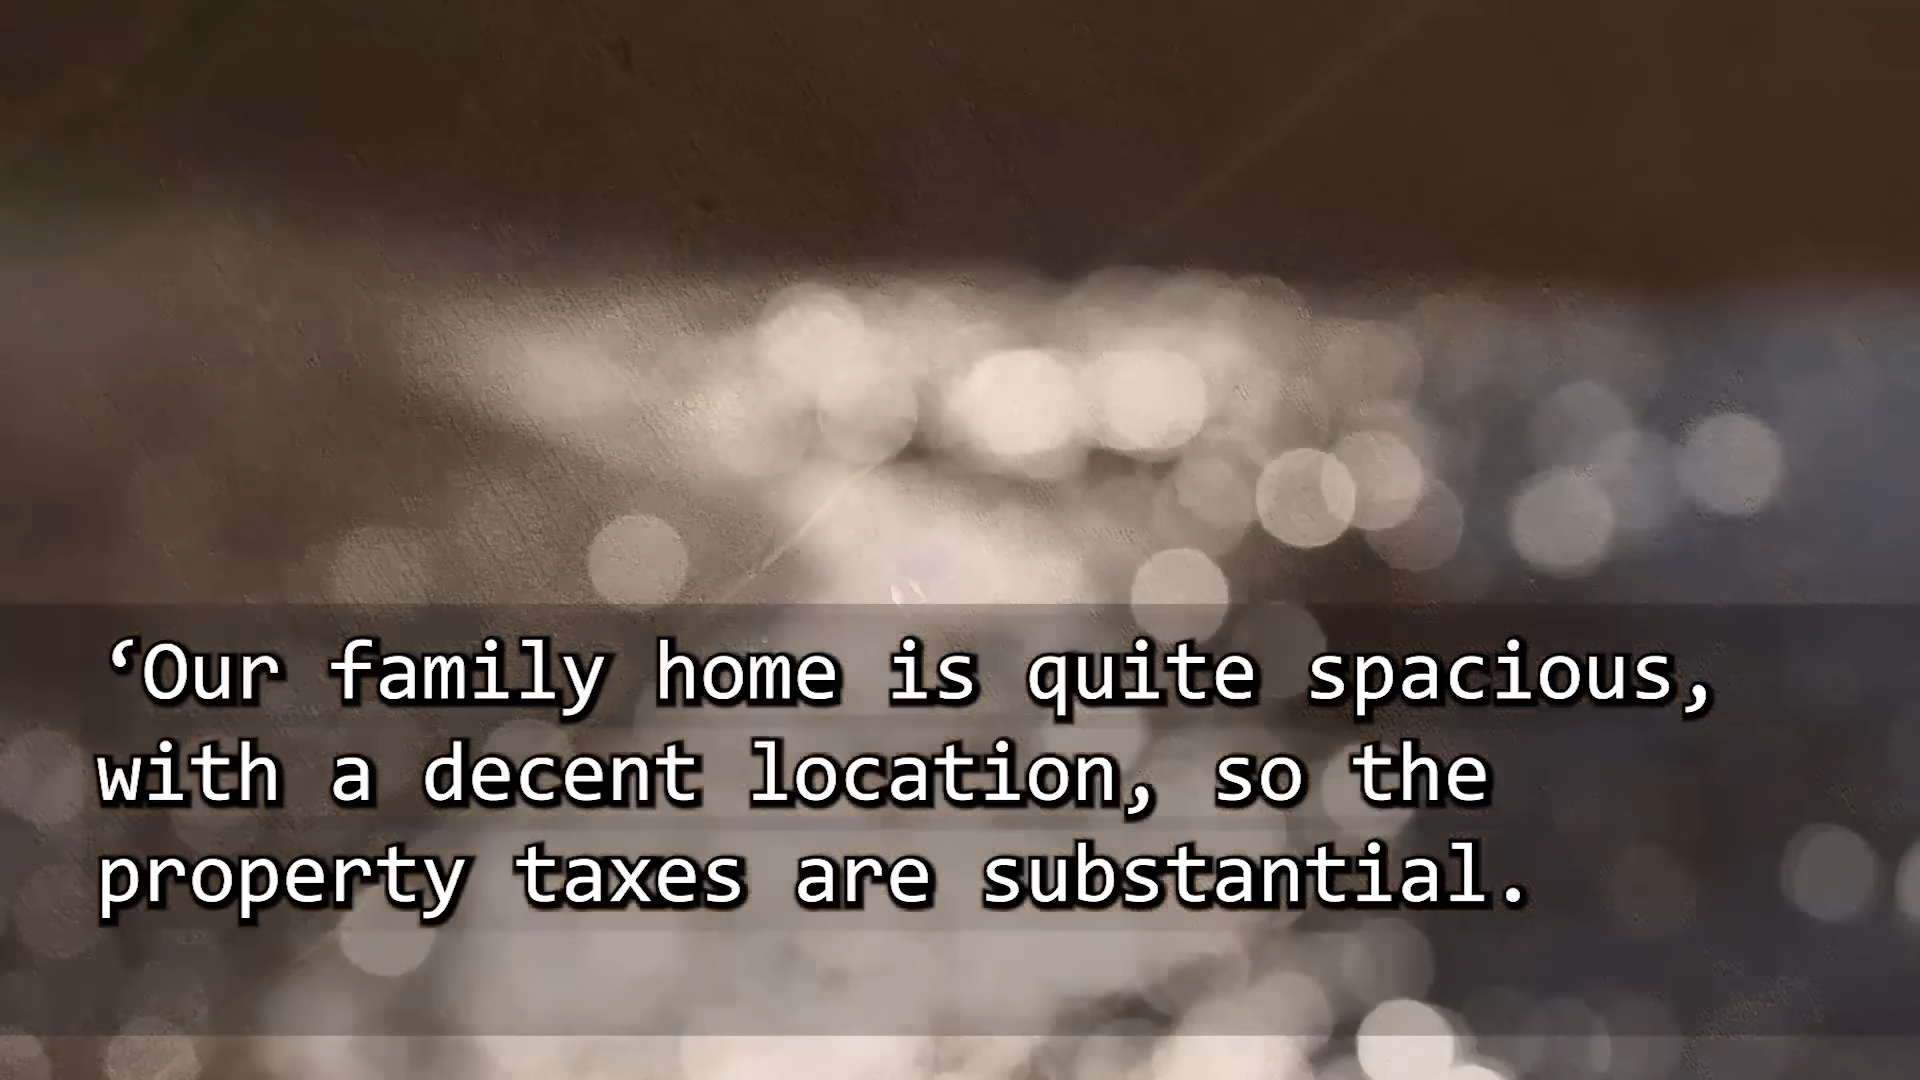 ‘Our family home is quite spacious,
with a decent location, so the
property taxes are substantial.